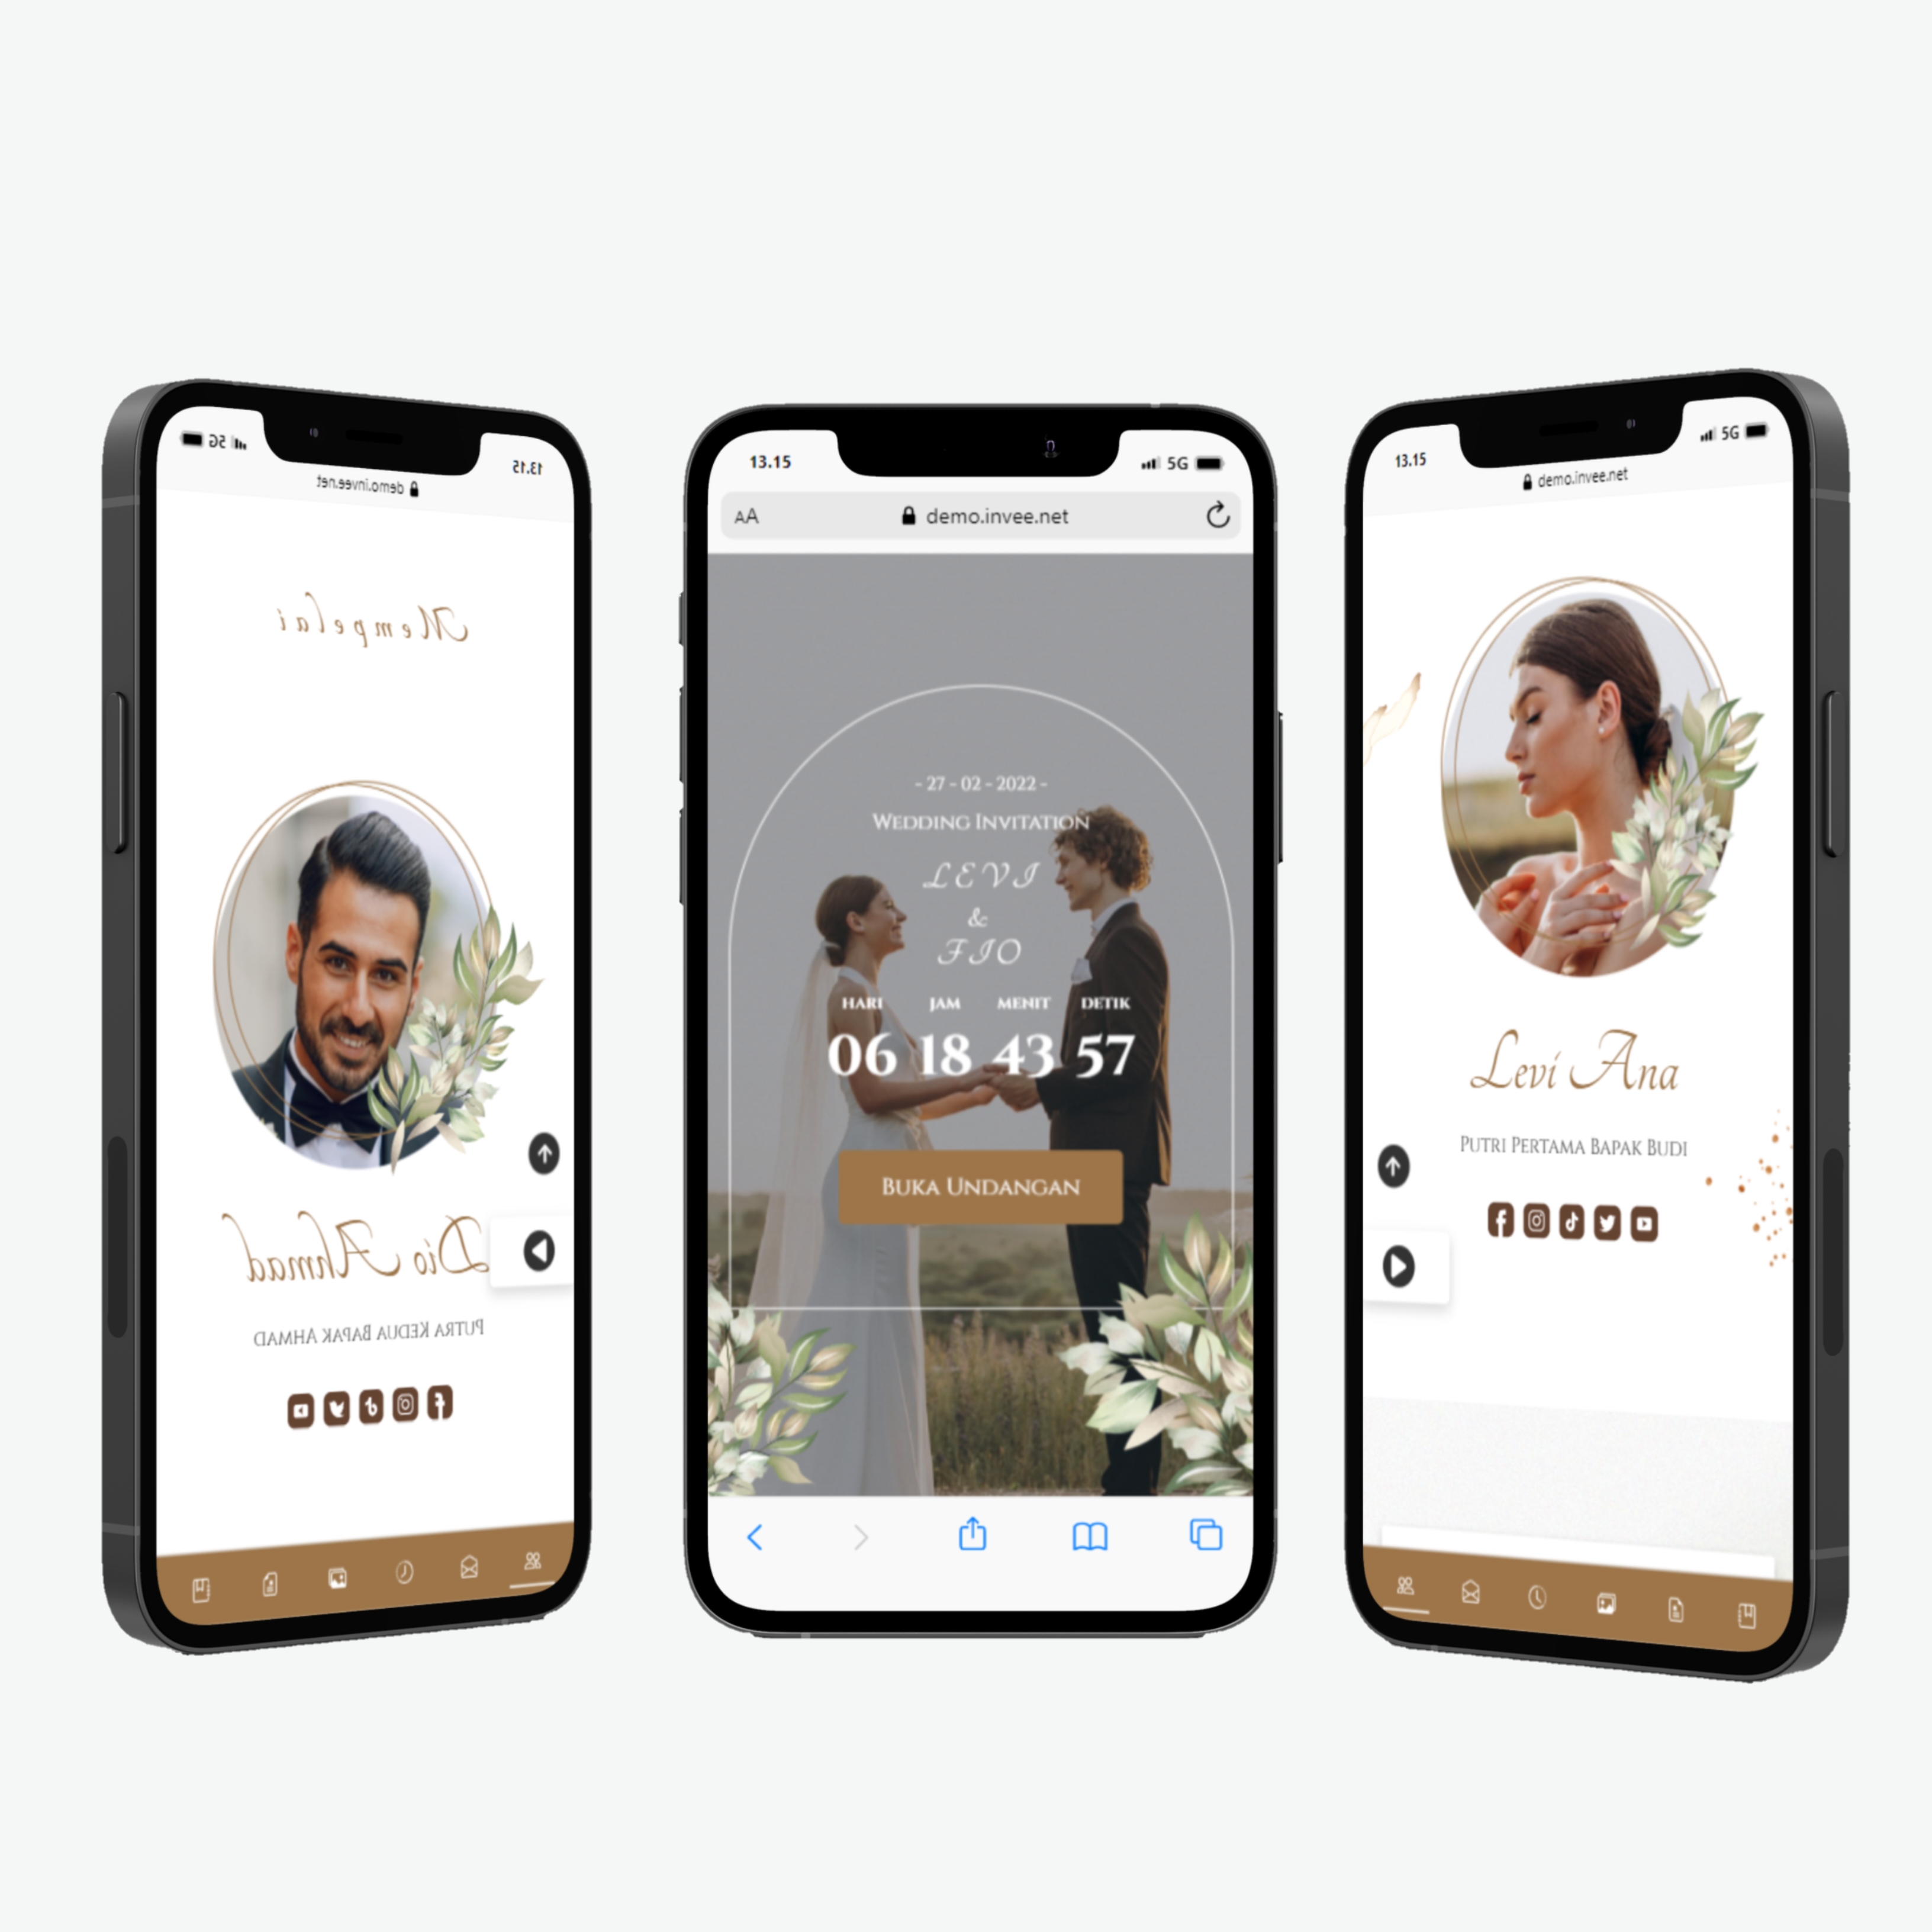 13.15 5G
demo.invee.net
Mempelai
Dio Ahmad
Putra Kedua Bapak Ahmad
13.15 5G
AA demo.invee.net
- 27 - 02 - 2022 -
Wedding Invitation
LEVI
&
FIO
HARI JAM MENIT DETIK
06 18 43 57
Buka Undangan
13.15 5G
demo.invee.net
Levi Ana
Putri Pertama Bapak Budi